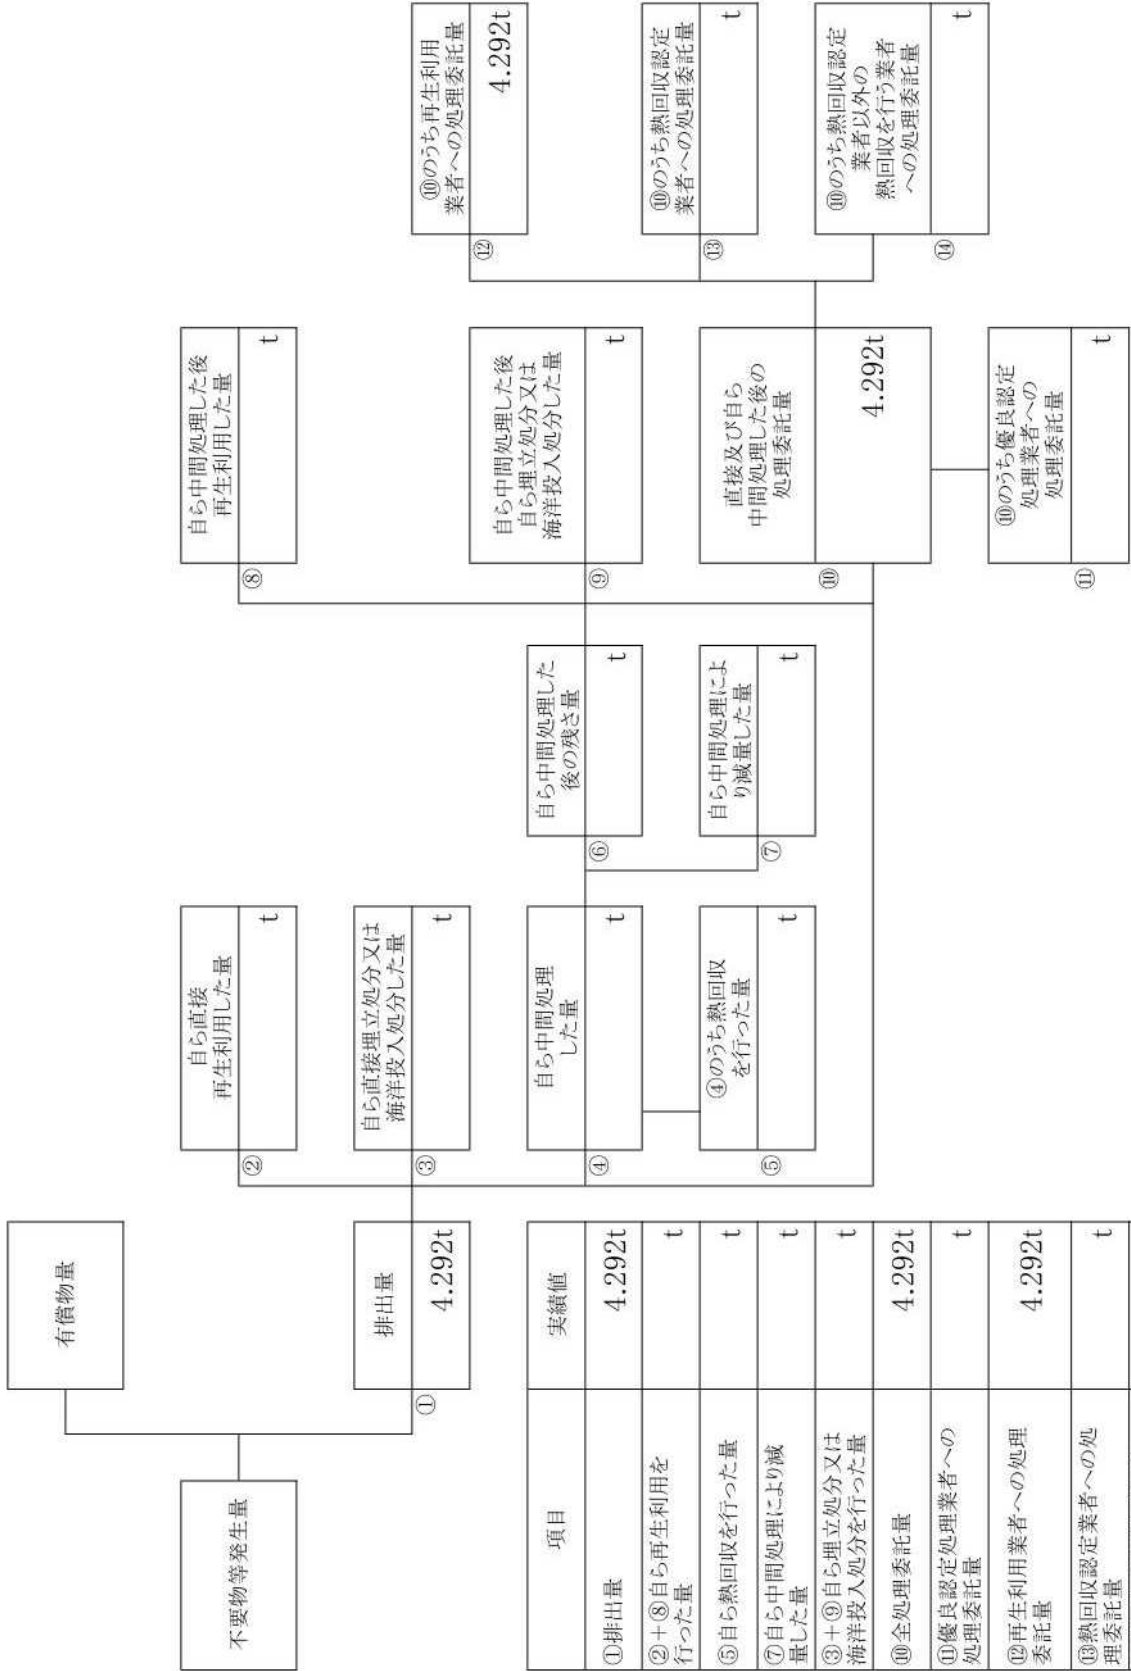 不要物等発生量
有償物量
排出量
①
4.292t
自ら直接
再生利用した量
②
t
自ら直接埋立処分又は
海洋投入処分した量
③
t
自ら中間処理
した量
④
t
④のうち熱回収
を行った量
⑤
t
自ら中間処理した
後の残さ量
⑥
t
自ら中間処理によ
り減量した量
⑦
t
自ら中間処理した後
再生利用した量
⑧
t
自ら中間処理した後
自ら埋立処分又は
海洋投入処分した量
⑨
t
直接及び自ら
中間処理した後の
処理委託量
⑩
4.292t
⑩のうち優良認定
処理業者への
処理委託量
⑪
t
⑩のうち再生利用
業者への処理委託量
⑫
4.292t
⑩のうち熱回収認定
業者への処理委託量
⑬
t
⑩のうち熱回収認定
業者以外の
熱回収を行う業者
への処理委託量
⑭
t
項目 実績値
①排出量 4.292t
②+⑧自ら再生利用を
行った量 t
⑤自ら熱回収を行った量 t
⑦自ら中間処理により減
量した量 t
③+⑨自ら埋立処分又は
海洋投入処分を行った量 t
⑩全処理委託量 4.292t
⑪優良認定処理業者への
処理委託量 t
⑫再生利用業者への処理
委託量 4.292t
⑬熱回収認定業者への処
理委託量 t